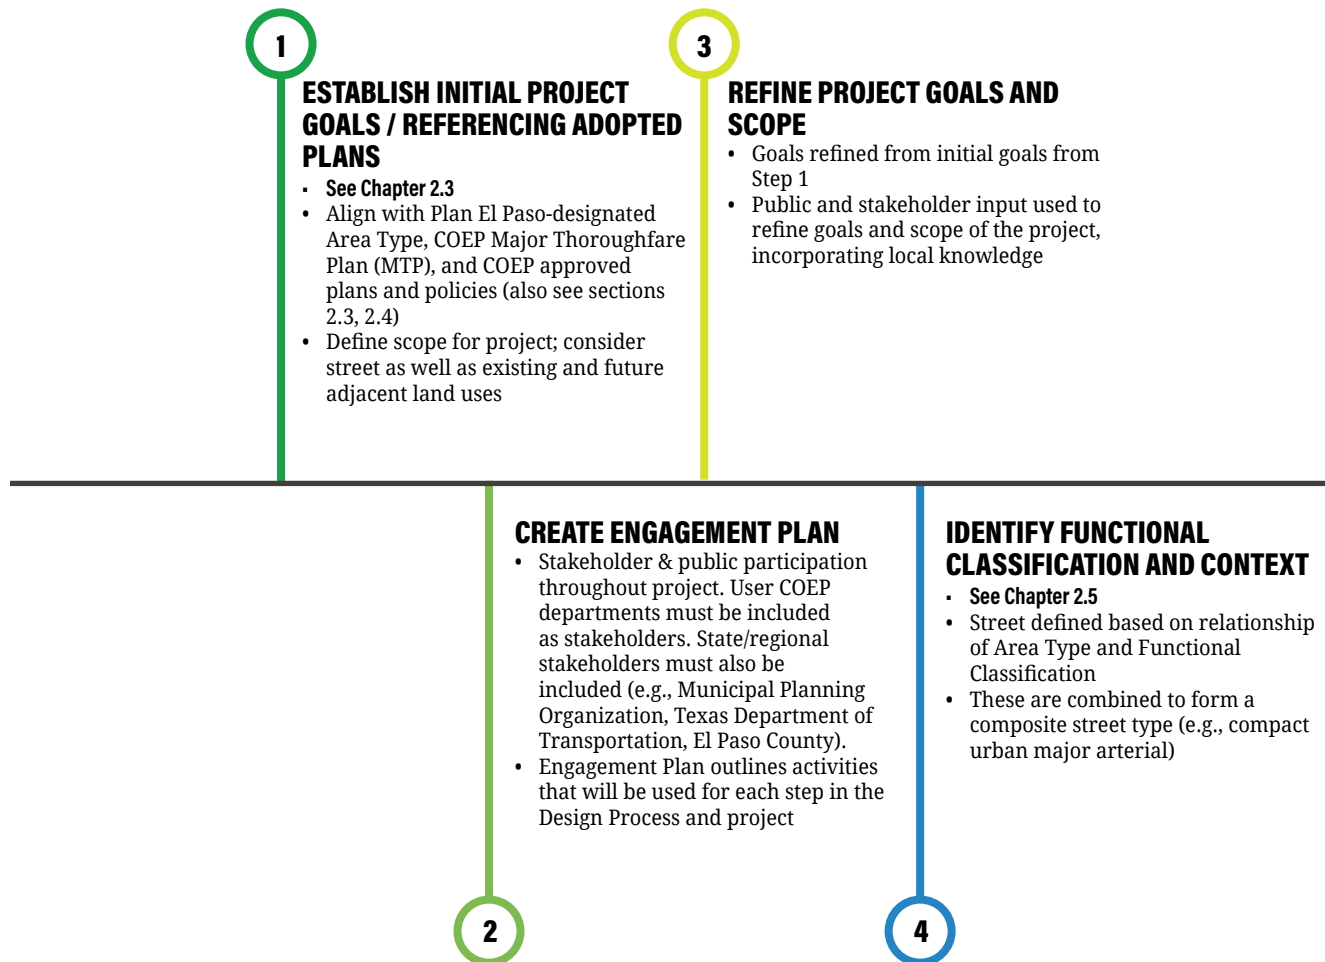 1
ESTABLISH INITIAL PROJECT
GOALS / REFERENCING ADOPTED
PLANS
▪ See Chapter 2.3
• Align with Plan El Paso-designated
Area Type, COEP Major Thoroughfare
Plan (MTP), and COEP approved
plans and policies (also see sections
2.3, 2.4)
• Define scope for project; consider
street as well as existing and future
adjacent land uses
2
CREATE ENGAGEMENT PLAN
• Stakeholder & public participation
throughout project. User COEP
departments must be included
as stakeholders. State/regional
stakeholders must also be
included (e.g., Municipal Planning
Organization, Texas Department of
Transportation, El Paso County).
• Engagement Plan outlines activities
that will be used for each step in the
Design Process and project
3
REFINE PROJECT GOALS AND
SCOPE
• Goals refined from initial goals from
Step 1
• Public and stakeholder input used to
refine goals and scope of the project,
incorporating local knowledge
4
IDENTIFY FUNCTIONAL
CLASSIFICATION AND CONTEXT
▪ See Chapter 2.5
• Street defined based on relationship
of Area Type and Functional
Classification
• These are combined to form a
composite street type (e.g., compact
urban major arterial)